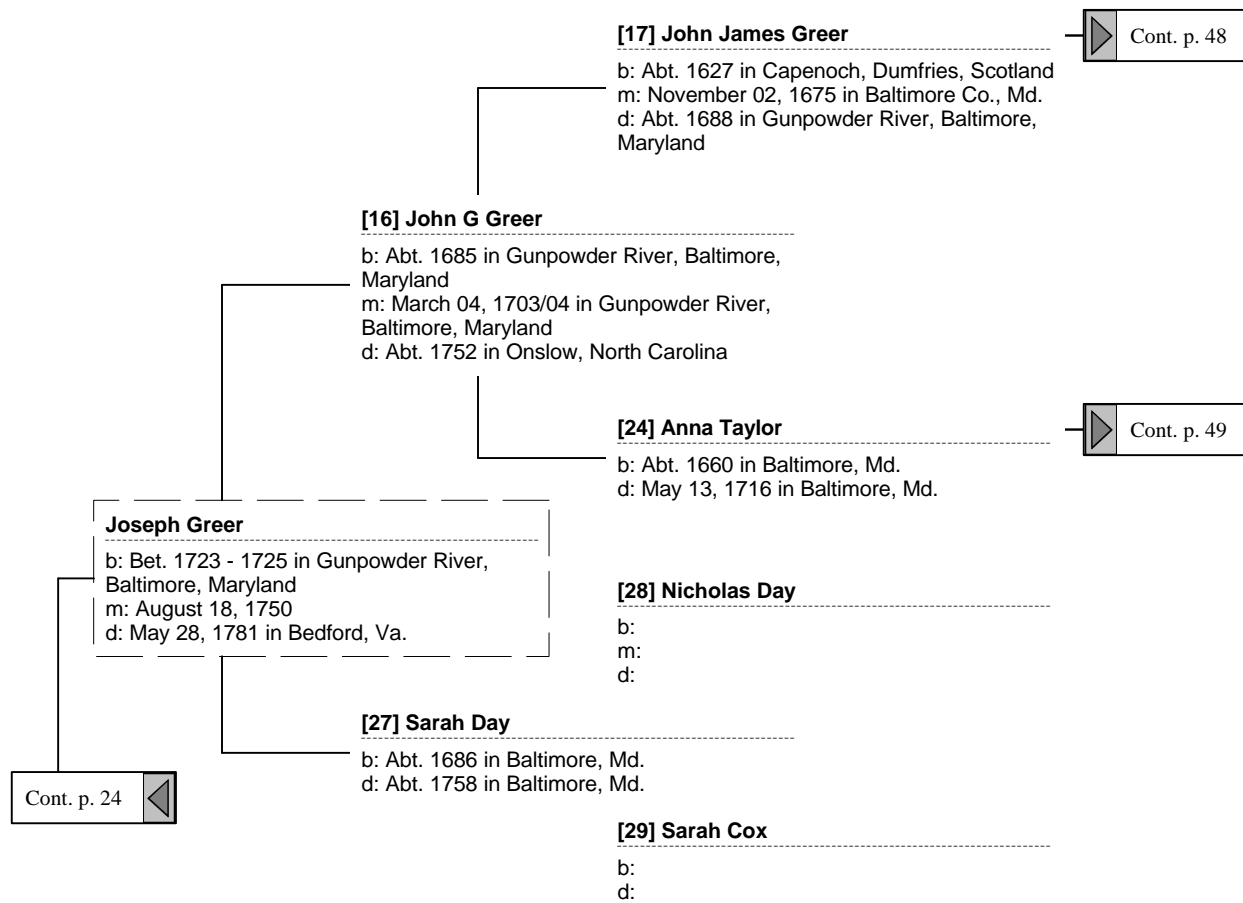 [17] John James Greer
Cont. p. 48
b: Abt. 1627 in Capenoch, Dumfries, Scotland
m: November 02, 1675 in Baltimore Co., Md.
d: Abt. 1688 in Gunpowder River, Baltimore,
Maryland
[16] John G Greer
b: Abt. 1685 in Gunpowder River, Baltimore,
Maryland
m: March 04, 1703/04 in Gunpowder River,
Baltimore, Maryland
d: Abt. 1752 in Onslow, North Carolina
[24] Anna Taylor
Cont. p. 49
b: Abt. 1660 in Baltimore, Md.
d: May 13, 1716 in Baltimore, Md.
Joseph Greer
b: Bet. 1723 - 1725 in Gunpowder River,
Baltimore, Maryland
m: August 18, 1750
d: May 28, 1781 in Bedford, Va.
[28] Nicholas Day
b:
m:
d:
[27] Sarah Day
b: Abt. 1686 in Baltimore, Md.
d: Abt. 1758 in Baltimore, Md.
Cont. p. 24
[29] Sarah Cox
b:
d: